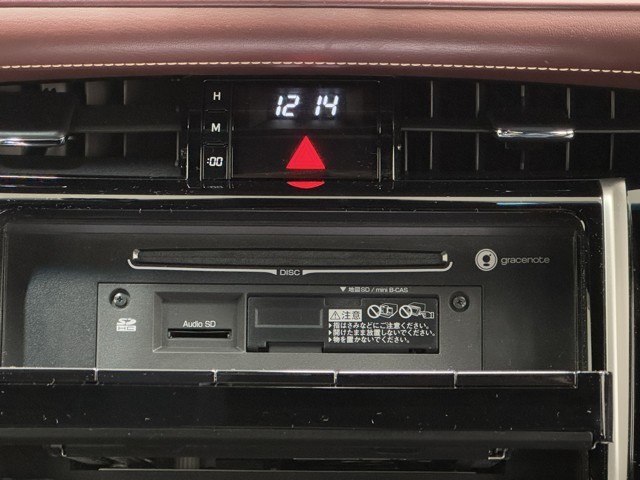 H
12 14
M
:00
DISC
gracenote
▼ 地図SD / mini B-CAS
SD HC
Audio SD
⚠注意
▶指はさみなどにご注意ください。
▶開けたまま放置しないでください。
▶物を置かないでください。